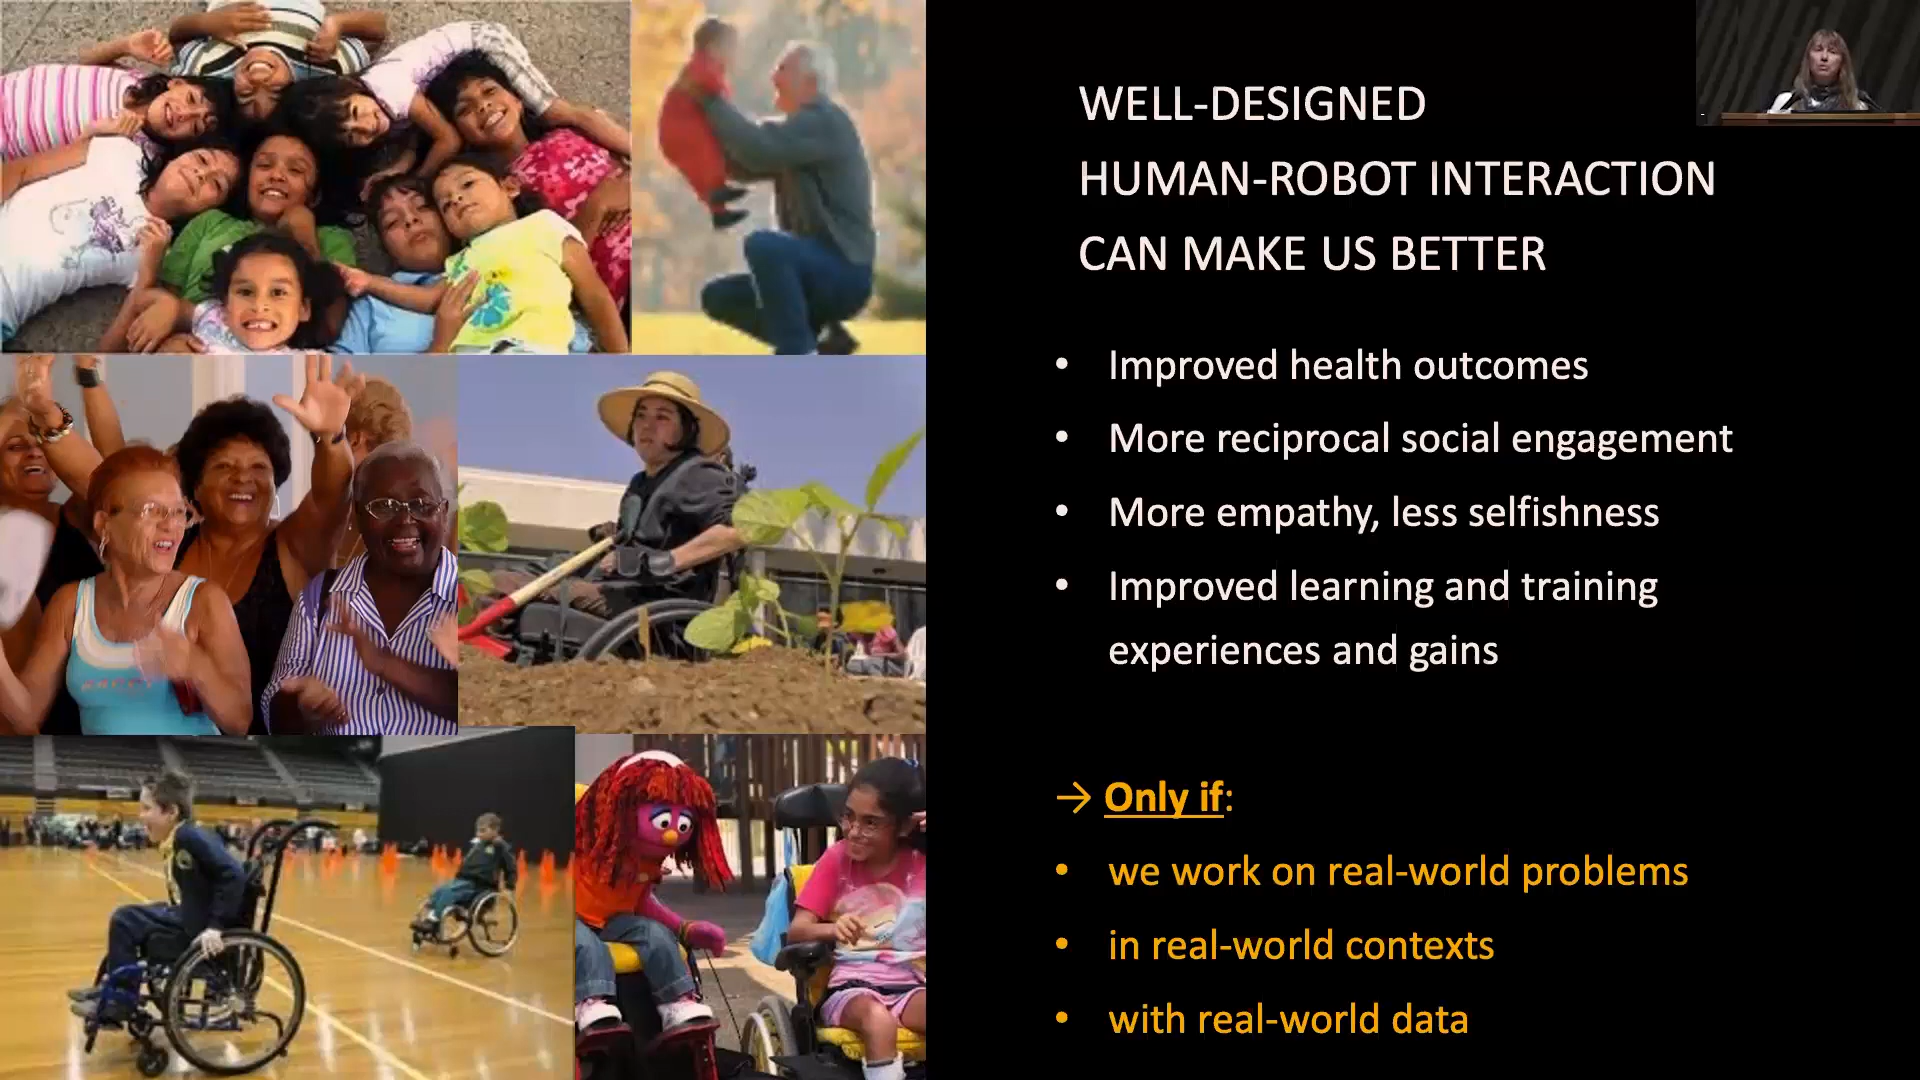 WELL-DESIGNED
HUMAN-ROBOT INTERACTION
CAN MAKE US BETTER
• Improved health outcomes
• More reciprocal social engagement
• More empathy, less selfishness
• Improved learning and training
experiences and gains
→ Only if:
• we work on real-world problems
• in real-world contexts
• with real-world data